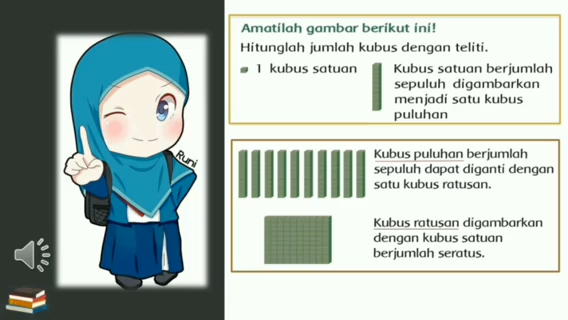 Amatilah gambar berikut ini!
Hitunglah jumlah kubus dengan teliti.
1 kubus satuan
Kubus satuan berjumlah
sepuluh digambarkan
menjadi satu kubus
puluhan
Runi
Kubus puluhan berjumlah
sepuluh dapat diganti dengan
satu kubus ratusan.
Kubus ratusan digambarkan
dengan kubus satuan
berjumlah seratus.